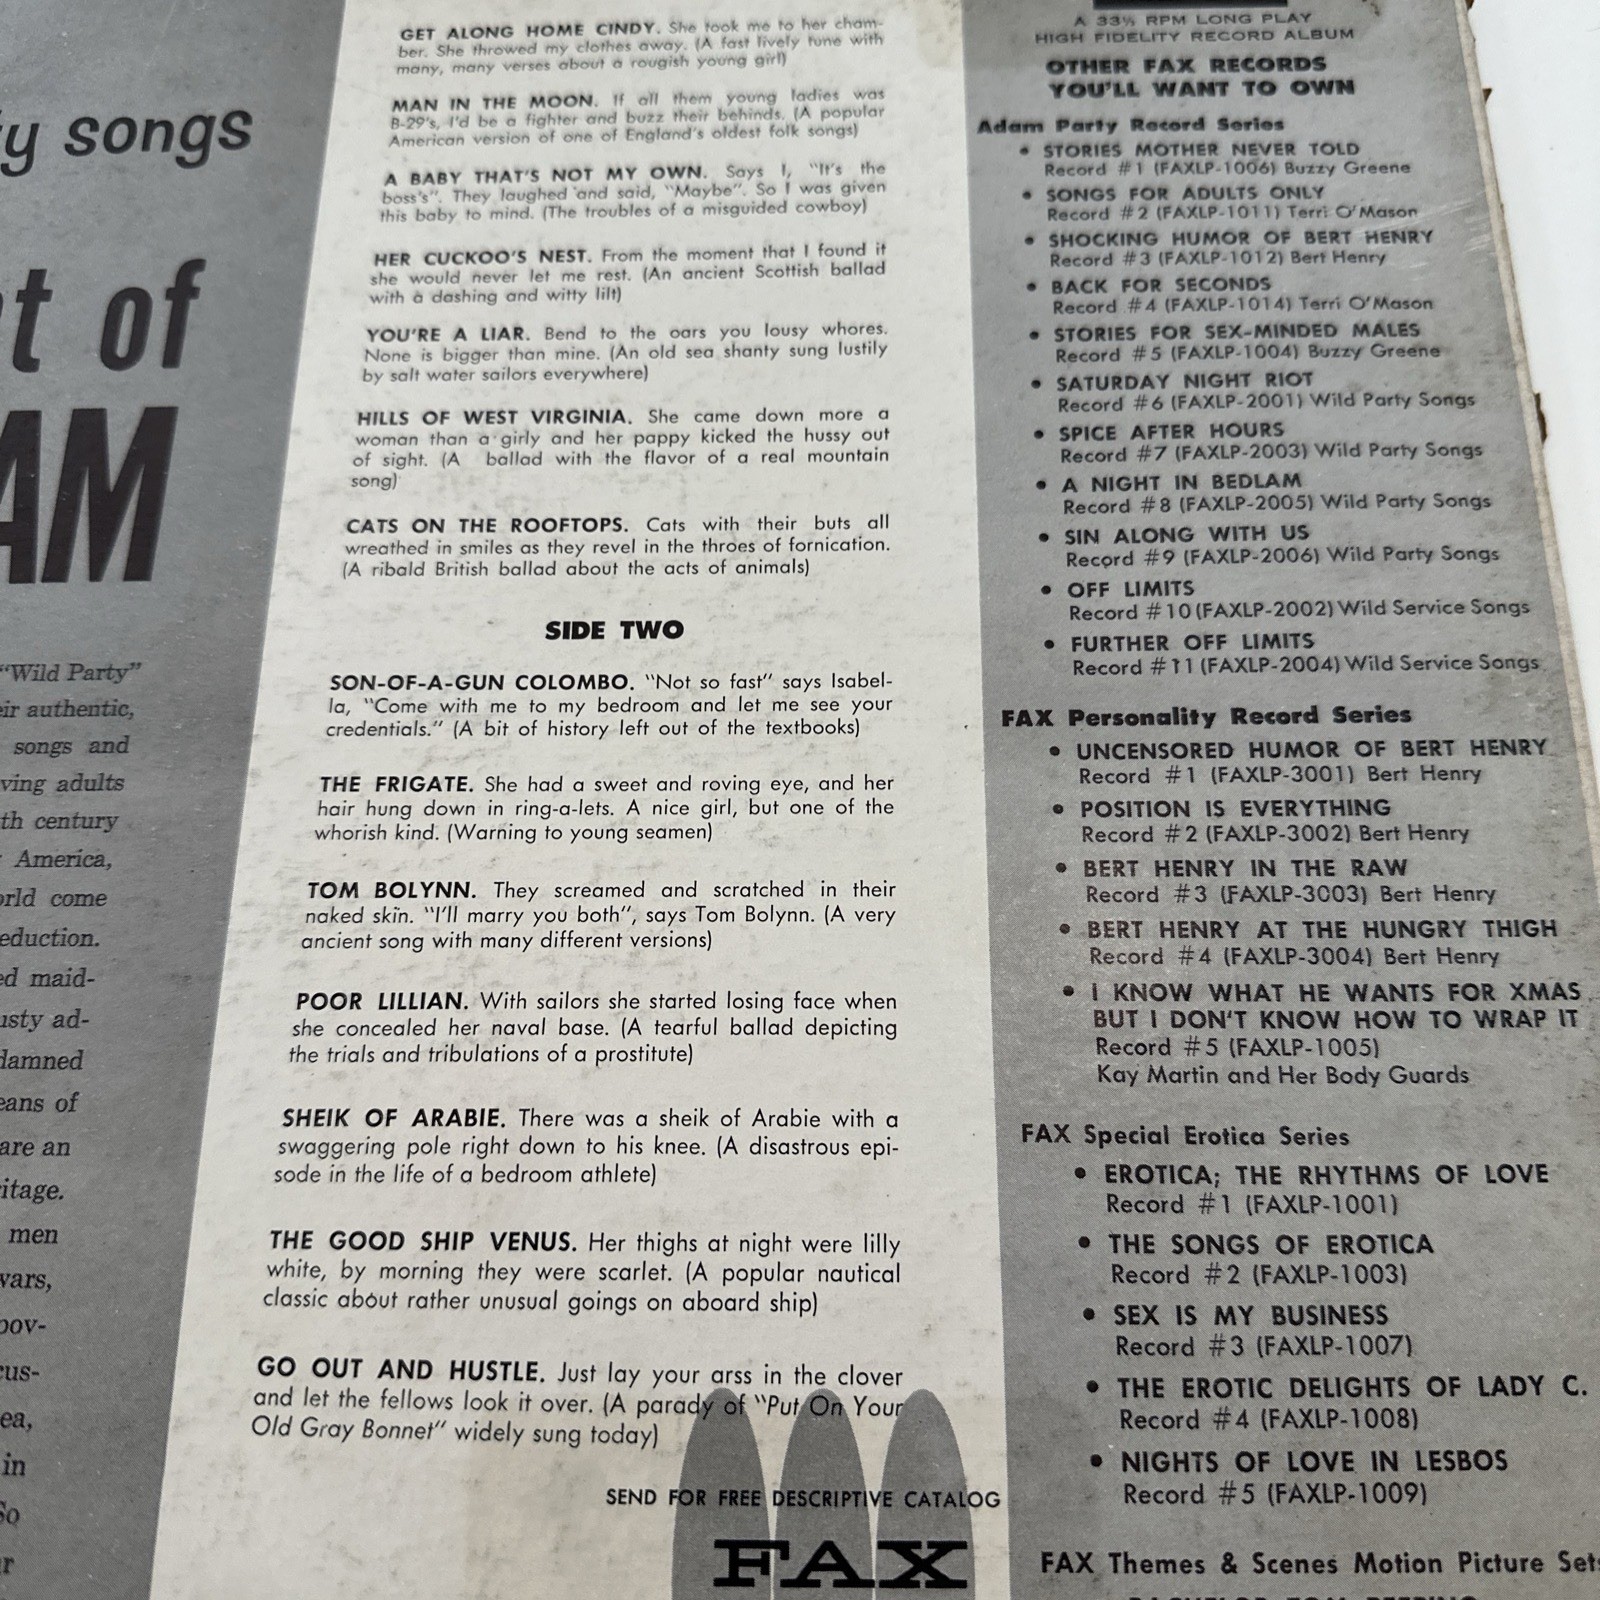 ty songs
t of
AM
"Wild Party"
eir authentic,
songs and
ving adults
th century
America,
orld come
eduction.
ed maid-
usty ad-
damned
eans of
are an
itage.
men
wars,
pov-
cus-
ea,
in
So
GET ALONG HOME CINDY. She took me to her cham-
ber. She throwed my clothes away. (A fast lively tune with
many, many verses about a rougish young girl)
MAN IN THE MOON. If all them young ladies was
B-29's, I'd be a fighter and buzz their behinds. (A popular
American version of one of England's oldest folk songs)
A BABY THAT'S NOT MY OWN. Says I, "It's the
boss's". They laughed and said, "Maybe". So I was given
this baby to mind. (The troubles of a misguided cowboy)
HER CUCKOO'S NEST. From the moment that I found it
she would never let me rest. (An ancient Scottish ballad
with a dashing and witty lilt)
YOU'RE A LIAR. Bend to the oars you lousy whores.
None is bigger than mine. (An old sea shanty sung lustily
by salt water sailors everywhere)
HILLS OF WEST VIRGINIA. She came down more a
woman than a girly and her pappy kicked the hussy out
of sight. (A ballad with the flavor of a real mountain
song)
CATS ON THE ROOFTOPS. Cats with their buts all
wreathed in smiles as they revel in the throes of fornication.
(A ribald British ballad about the acts of animals)
SIDE TWO
SON-OF-A-GUN COLOMBO. "Not so fast" says Isabel-
la, "Come with me to my bedroom and let me see your
credentials." (A bit of history left out of the textbooks)
THE FRIGATE. She had a sweet and roving eye, and her
hair hung down in ring-a-lets. A nice girl, but one of the
whorish kind. (Warning to young seamen)
TOM BOLYNN. They screamed and scratched in their
naked skin. "I'll marry you both", says Tom Bolynn. (A very
ancient song with many different versions)
POOR LILLIAN. With sailors she started losing face when
she concealed her naval base. (A tearful ballad depicting
the trials and tribulations of a prostitute)
SHEIK OF ARABIE. There was a sheik of Arabie with a
swaggering pole right down to his knee. (A disastrous epi-
sode in the life of a bedroom athlete)
THE GOOD SHIP VENUS. Her thighs at night were lilly
white, by morning they were scarlet. (A popular nautical
classic about rather unusual goings on aboard ship)
GO OUT AND HUSTLE. Just lay your arss in the clover
and let the fellows look it over. (A parady of "Put On Your
Old Gray Bonnet" widely sung today)
SEND FOR FREE DESCRIPTIVE CATALOG
FAX
A 33⅓ RPM LONG PLAY
HIGH FIDELITY RECORD ALBUM
OTHER FAX RECORDS
YOU'LL WANT TO OWN
Adam Party Record Series
• STORIES MOTHER NEVER TOLD
Record #1 (FAXLP-1006) Buzzy Greene
• SONGS FOR ADULTS ONLY
Record #2 (FAXLP-1011) Terri O'Mason
• SHOCKING HUMOR OF BERT HENRY
Record #3 (FAXLP-1012) Bert Henry
• BACK FOR SECONDS
Record #4 (FAXLP-1014) Terri O'Mason
• STORIES FOR SEX-MINDED MALES
Record #5 (FAXLP-1004) Buzzy Greene
• SATURDAY NIGHT RIOT
Record #6 (FAXLP-2001) Wild Party Songs
• SPICE AFTER HOURS
Record #7 (FAXLP-2003) Wild Party Songs
• A NIGHT IN BEDLAM
Record #8 (FAXLP-2005) Wild Party Songs
• SIN ALONG WITH US
Record #9 (FAXLP-2006) Wild Party Songs
• OFF LIMITS
Record #10 (FAXLP-2002) Wild Service Songs
• FURTHER OFF LIMITS
Record #11 (FAXLP-2004) Wild Service Songs
FAX Personality Record Series
• UNCENSORED HUMOR OF BERT HENRY
Record #1 (FAXLP-3001) Bert Henry
• POSITION IS EVERYTHING
Record #2 (FAXLP-3002) Bert Henry
• BERT HENRY IN THE RAW
Record #3 (FAXLP-3003) Bert Henry
• BERT HENRY AT THE HUNGRY THIGH
Record #4 (FAXLP-3004) Bert Henry
• I KNOW WHAT HE WANTS FOR XMAS
BUT I DON'T KNOW HOW TO WRAP IT
Record #5 (FAXLP-1005)
Kay Martin and Her Body Guards
FAX Special Erotica Series
• EROTICA; THE RHYTHMS OF LOVE
Record #1 (FAXLP-1001)
• THE SONGS OF EROTICA
Record #2 (FAXLP-1003)
• SEX IS MY BUSINESS
Record #3 (FAXLP-1007)
• THE EROTIC DELIGHTS OF LADY C.
Record #4 (FAXLP-1008)
• NIGHTS OF LOVE IN LESBOS
Record #5 (FAXLP-1009)
FAX Themes & Scenes Motion Picture Sets